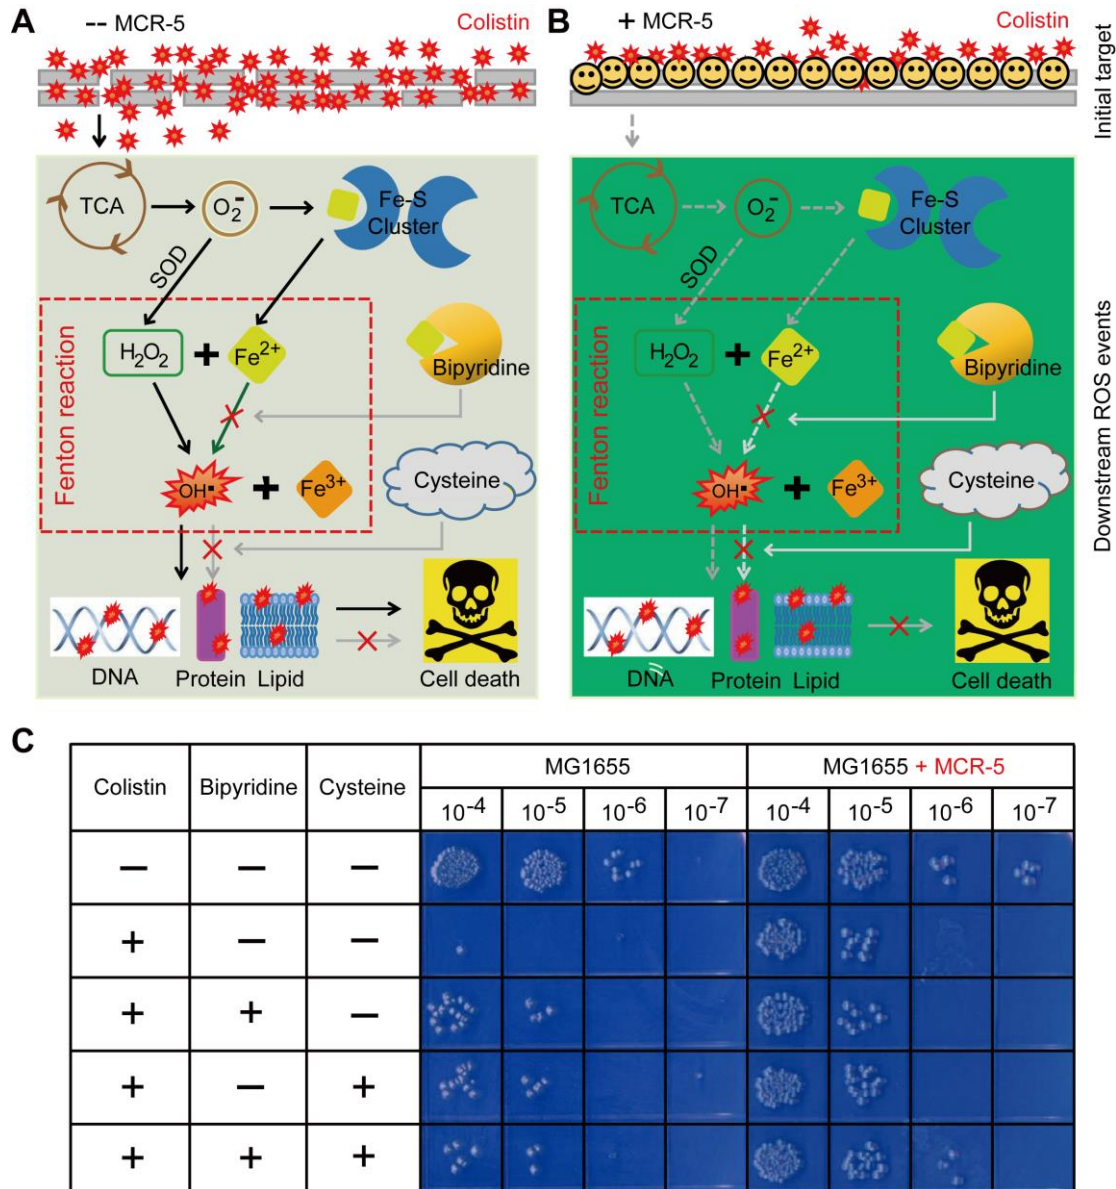 A
-- MCR-5
Colistin
TCA
O2-
Fe-S
Cluster
SOD
Fenton reaction
H2O2
+
Fe2+
Bipyridine
OH▪
+
Fe3+
Cysteine
DNA
Protein
Lipid
Cell death
B
+ MCR-5
Colistin
Initial target
TCA
O2-
Fe-S
Cluster
SOD
Fenton reaction
H2O2
+
Fe2+
Bipyridine
OH▪
+
Fe3+
Cysteine
Downstream ROS events
DNA
Protein
Lipid
Cell death
C
Colistin Bipyridine Cysteine MG1655 MG1655 + MCR-5
10-4 10-5 10-6 10-7 10-4 10-5 10-6 10-7
− − −
+ − −
+ + −
+ − +
+ + +